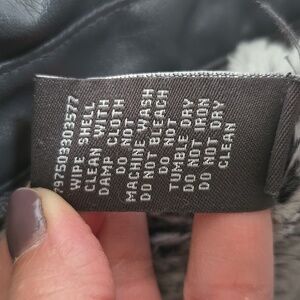 797503303577
WIPE SHELL
CLEAN WITH
DAMP CLOTH
DO NOT
MACHINE WASH
DO NOT BLEACH
DO NOT
TUMBLE DRY
DO NOT IRON
DO NOT DRY
CLEAN